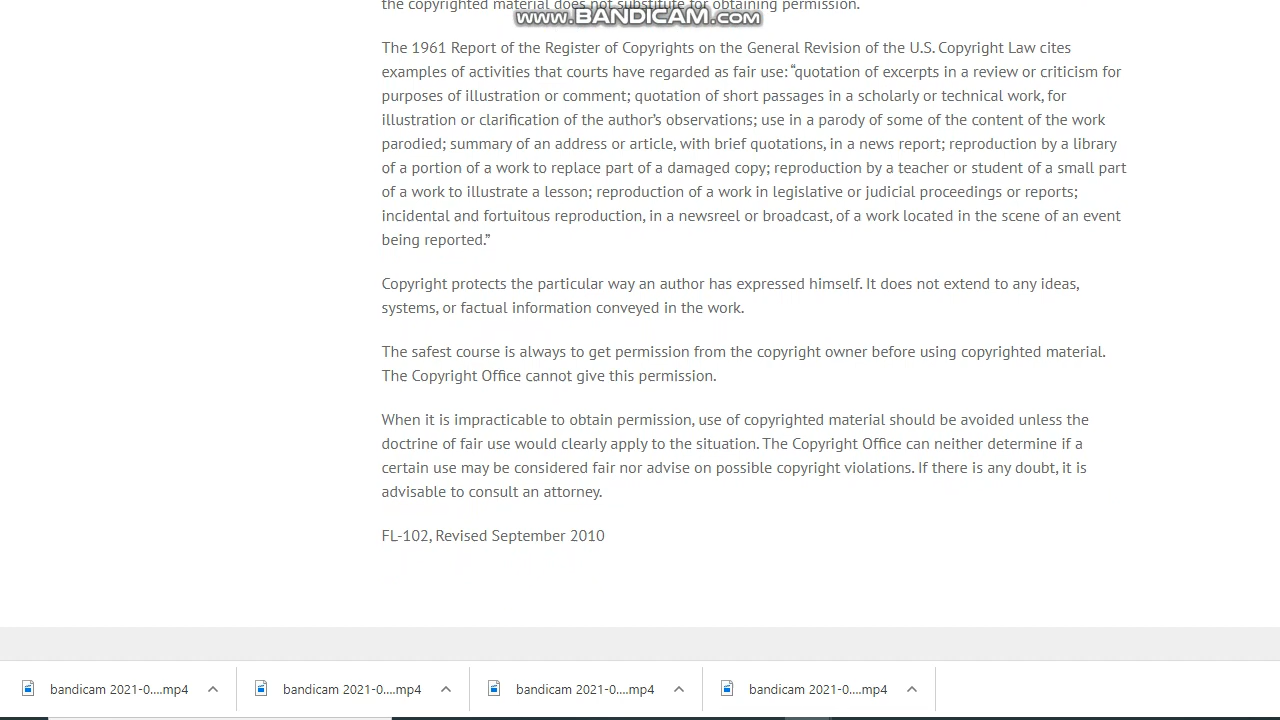 the copyrighted material does not substitute for obtaining permission.
www.BANDICAM.com
The 1961 Report of the Register of Copyrights on the General Revision of the U.S. Copyright Law cites
examples of activities that courts have regarded as fair use: “quotation of excerpts in a review or criticism for
purposes of illustration or comment; quotation of short passages in a scholarly or technical work, for
illustration or clarification of the author’s observations; use in a parody of some of the content of the work
parodied; summary of an address or article, with brief quotations, in a news report; reproduction by a library
of a portion of a work to replace part of a damaged copy; reproduction by a teacher or student of a small part
of a work to illustrate a lesson; reproduction of a work in legislative or judicial proceedings or reports;
incidental and fortuitous reproduction, in a newsreel or broadcast, of a work located in the scene of an event
being reported.”
Copyright protects the particular way an author has expressed himself. It does not extend to any ideas,
systems, or factual information conveyed in the work.
The safest course is always to get permission from the copyright owner before using copyrighted material.
The Copyright Office cannot give this permission.
When it is impracticable to obtain permission, use of copyrighted material should be avoided unless the
doctrine of fair use would clearly apply to the situation. The Copyright Office can neither determine if a
certain use may be considered fair nor advise on possible copyright violations. If there is any doubt, it is
advisable to consult an attorney.
FL-102, Revised September 2010
bandicam 2021-0....mp4
bandicam 2021-0....mp4
bandicam 2021-0....mp4
bandicam 2021-0....mp4